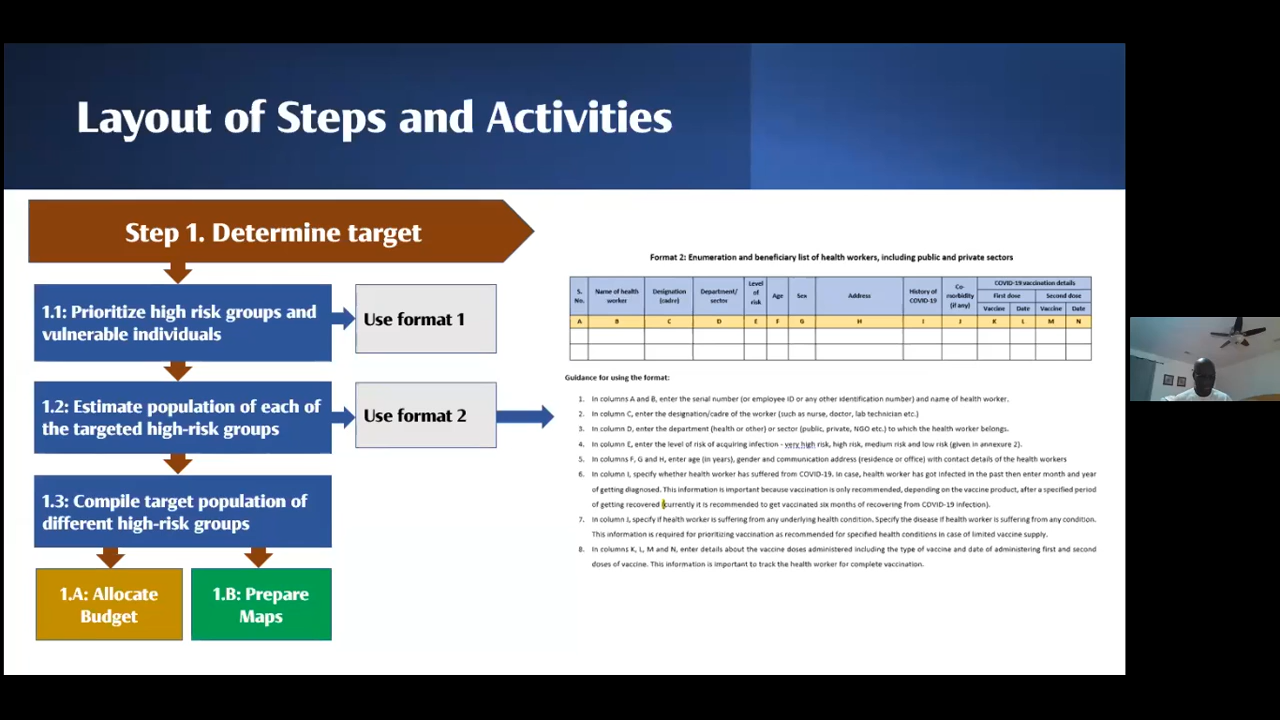 Layout of Steps and Activities
Step 1. Determine target
1.1: Prioritize high risk groups and
vulnerable individuals
Use format 1
1.2: Estimate population of each of
the targeted high-risk groups
Use format 2
1.3: Compile target population of
different high-risk groups
1.A: Allocate
Budget
1.B: Prepare
Maps
Format 2: Enumeration and beneficiary list of health workers, including public and private sectors
S.
No.
Name of health
worker
Designation
(cadre)
Department/
sector
Level
of
risk
Age
Sex
Address
History of
COVID-19
Co-
morbidity
(if any)
COVID-19 vaccination details
First dose
Second dose
Vaccine
Date
Vaccine
Date
A B C D E F G H I J K L M N
Guidance for using the format:
1. In columns A and B, enter the serial number (or employee ID or any other identification number) and name of health worker.
2. In column C, enter the designation/cadre of the worker (such as nurse, doctor, lab technician etc.)
3. In column D, enter the department (health or other) or sector (public, private, NGO etc.) to which the health worker belongs.
4. In column E, enter the level of risk of acquiring infection - very high risk, high risk, medium risk and low risk (given in annexure 2).
5. In columns F, G and H, enter age (in years), gender and communication address (residence or office) with contact details of the health workers
6. In column I, specify whether health worker has suffered from COVID-19. In case, health worker has got infected in the past then enter month and year
of getting diagnosed. This information is important because vaccination is only recommended, depending on the vaccine product, after a specified period
of getting recovered (currently it is recommended to get vaccinated six months of recovering from COVID-19 infection).
7. In column J, specify if health worker is suffering from any underlying health condition. Specify the disease if health worker is suffering from any condition.
This information is required for prioritizing vaccination as recommended for specified health conditions in case of limited vaccine supply.
8. In columns K, L, M and N, enter details about the vaccine doses administered including the type of vaccine and date of administering first and second
doses of vaccine. This information is important to track the health worker for complete vaccination.